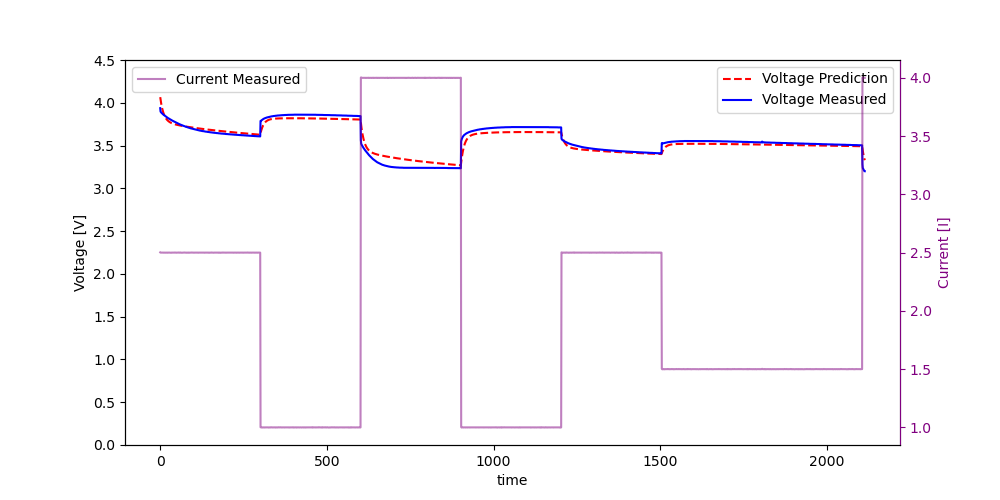 Current Measured
Voltage Prediction
Voltage Measured
4.5
4.0
3.5
3.0
2.5
2.0
1.5
1.0
0.5
0.0
Voltage [V]
4.0
3.5
3.0
2.5
2.0
1.5
1.0
Current [I]
0 500 1000 1500 2000
time